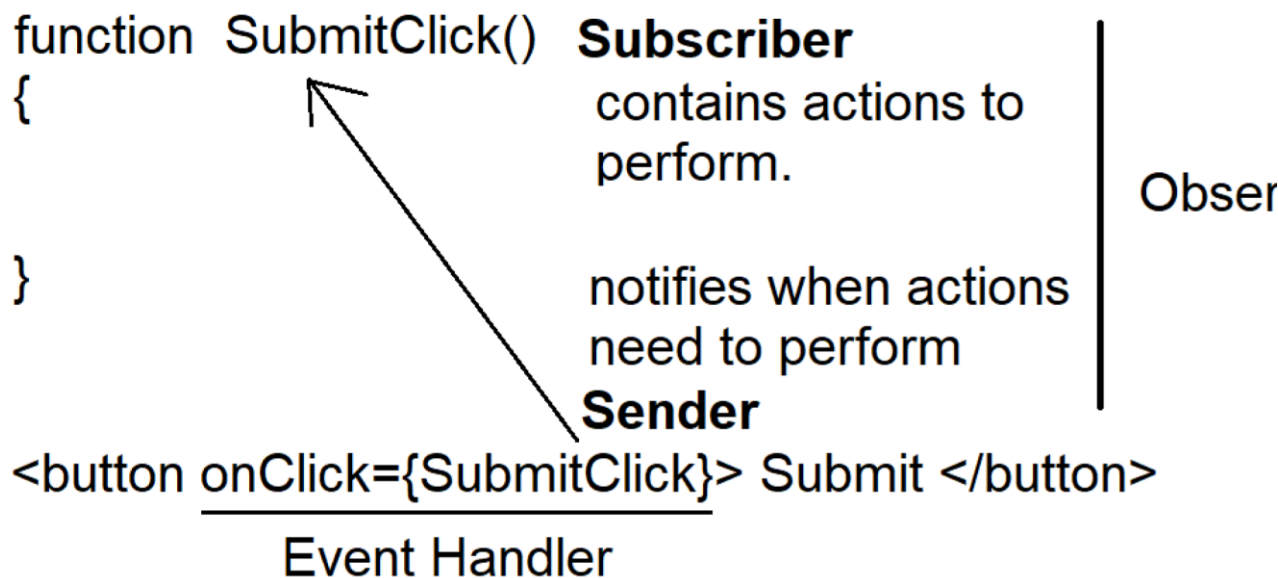 function SubmitClick() Subscriber
{
contains actions to
perform.
Obser
}
notifies when actions
need to perform
Sender
<button onClick={SubmitClick}> Submit </button>
Event Handler